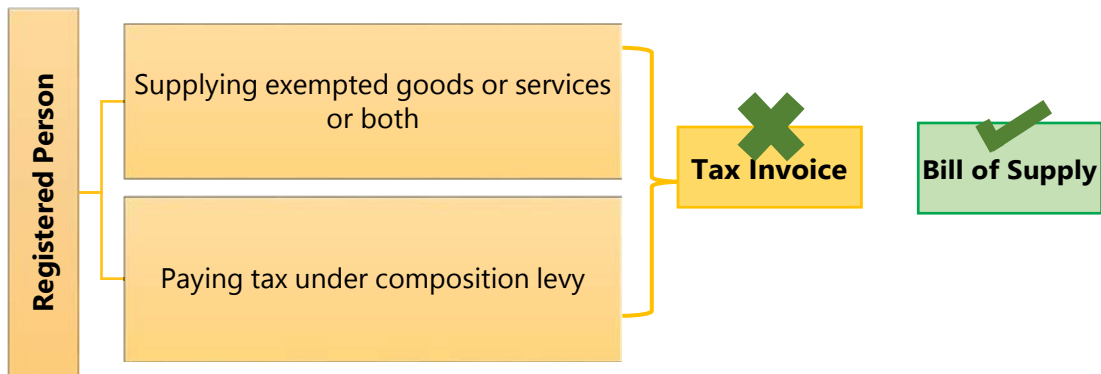 Registered Person
Supplying exempted goods or services
or both
Paying tax under composition levy
Tax Invoice
Bill of Supply